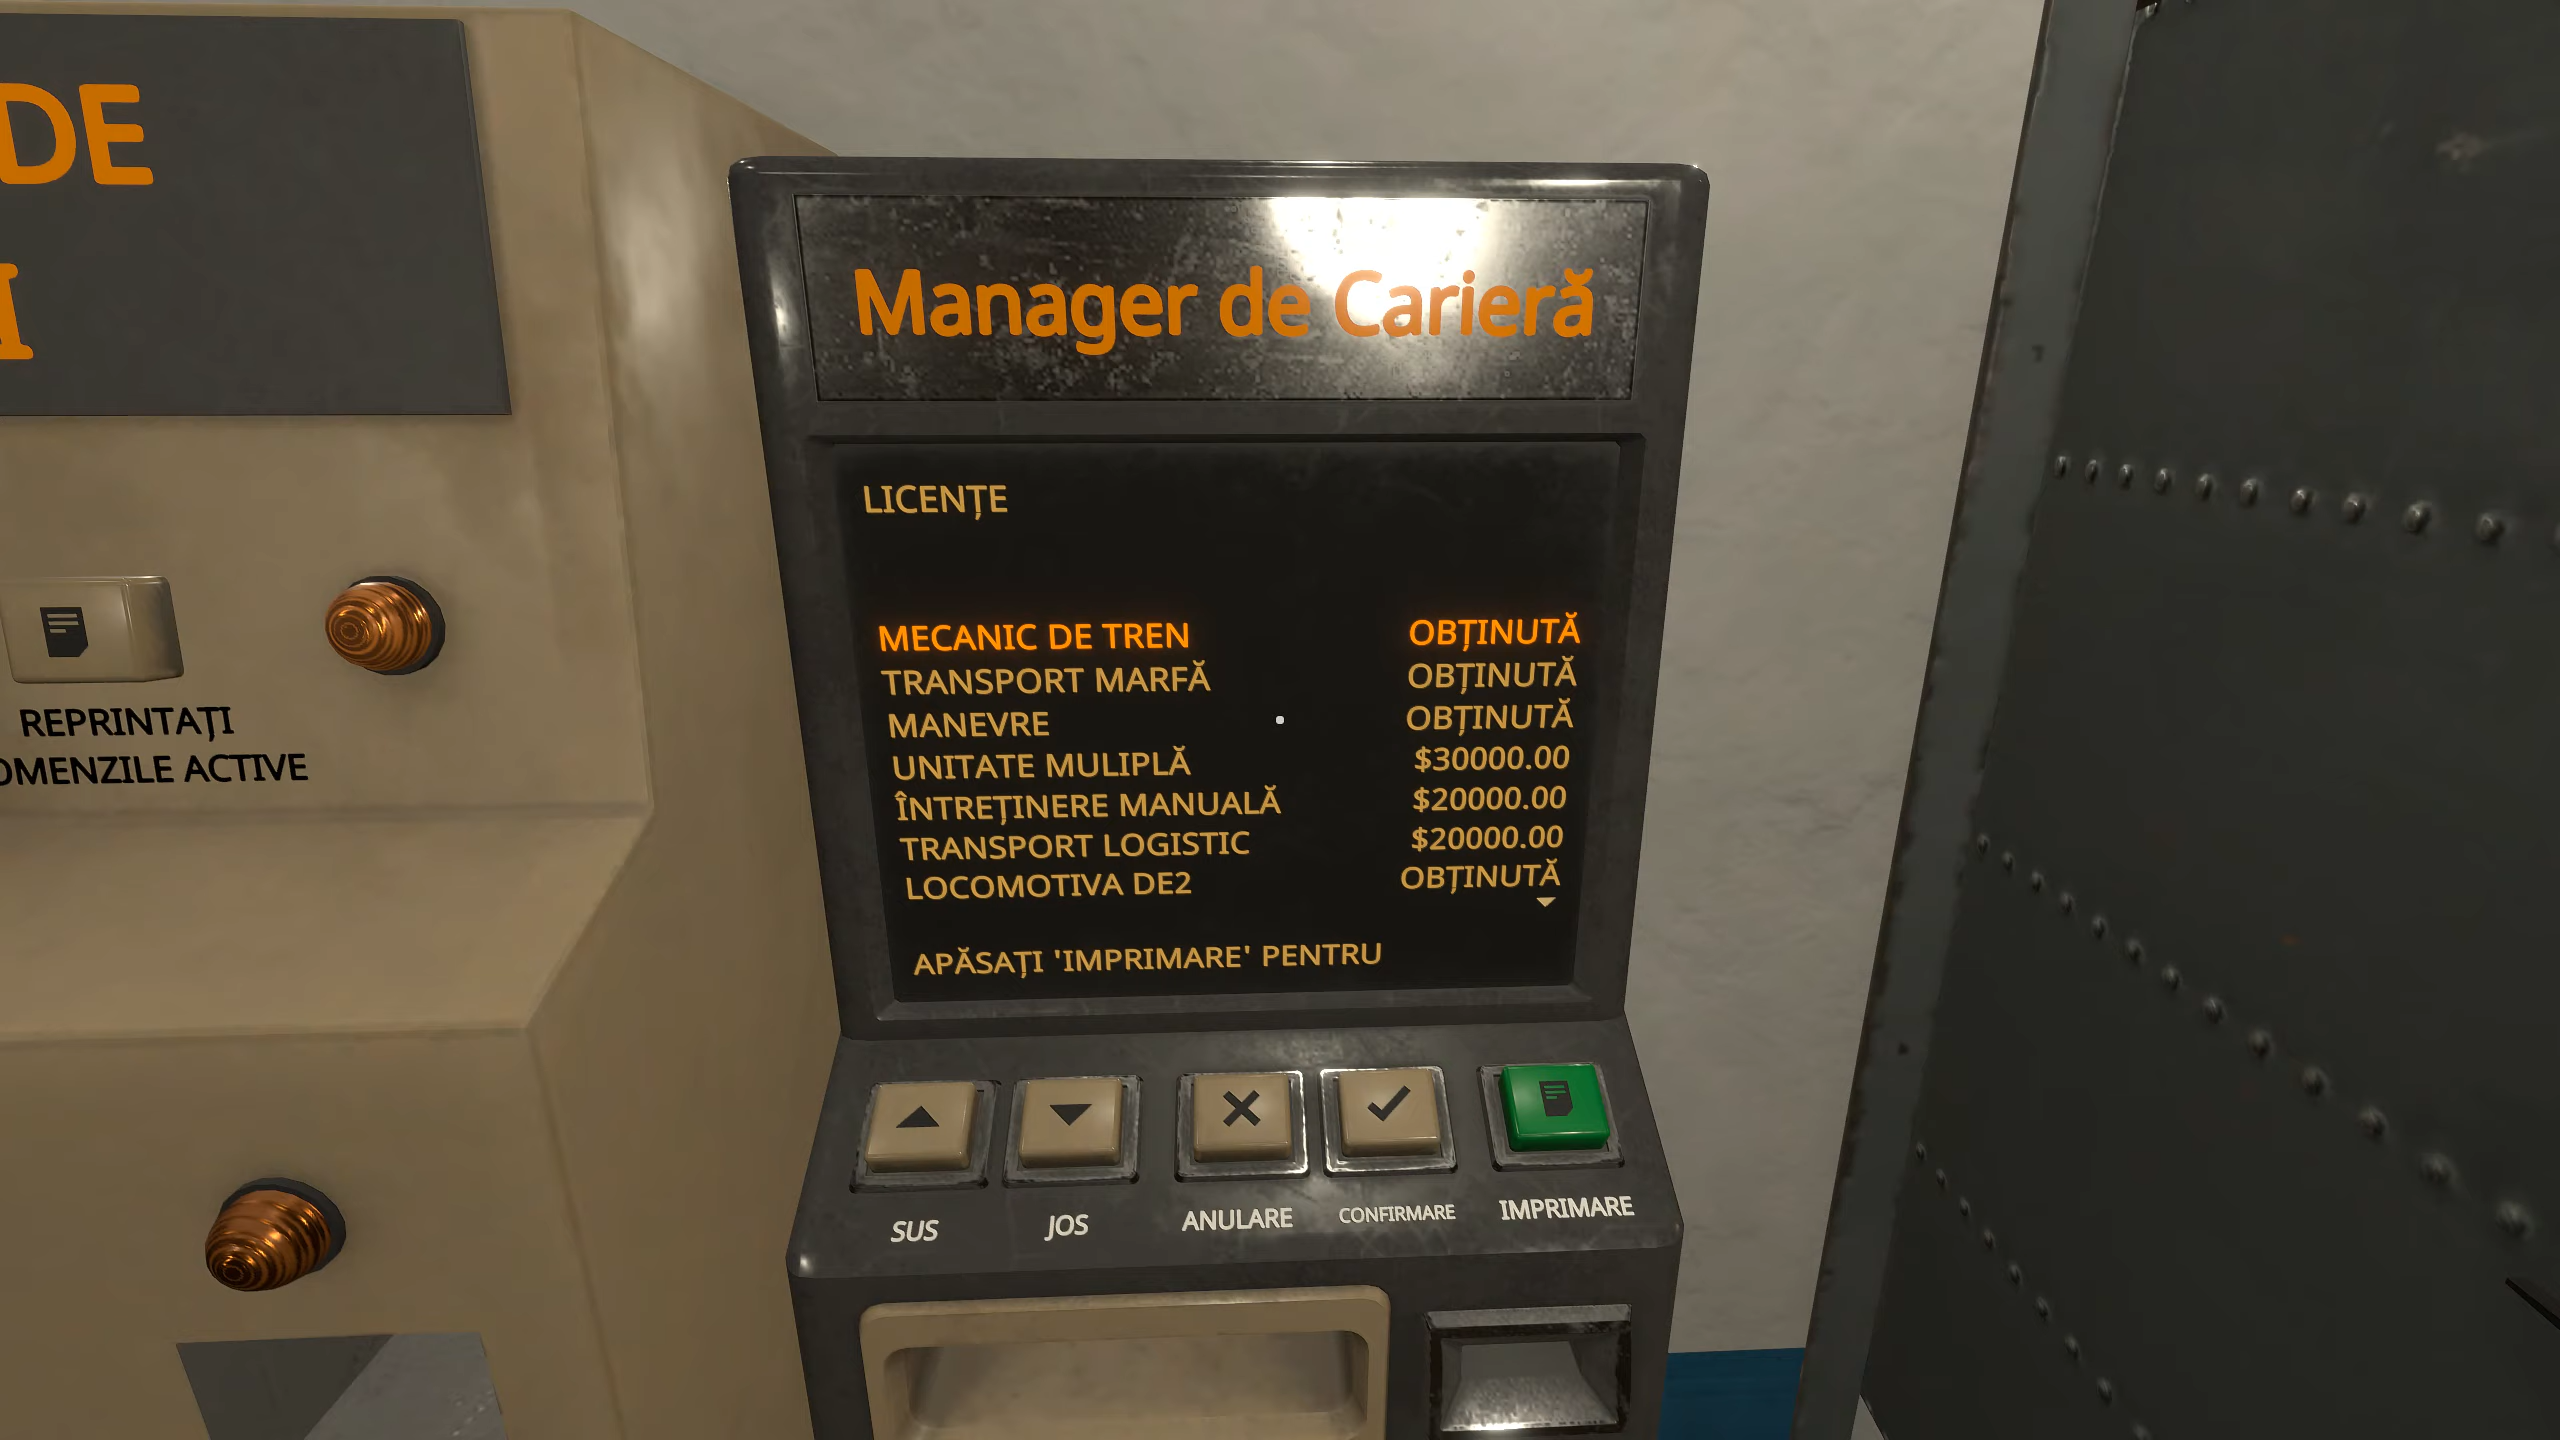 DE
I
REPRINTAȚI
OMENZILE ACTIVE
Manager de Carieră
LICENȚE
MECANIC DE TREN OBȚINUTĂ
TRANSPORT MARFĂ OBȚINUTĂ
MANEVRE OBȚINUTĂ
UNITATE MULIPLĂ $30000.00
ÎNTREȚINERE MANUALĂ $20000.00
TRANSPORT LOGISTIC $20000.00
LOCOMOTIVA DE2 OBȚINUTĂ
APĂSAȚI 'IMPRIMARE' PENTRU
SUS JOS ANULARE CONFIRMARE IMPRIMARE